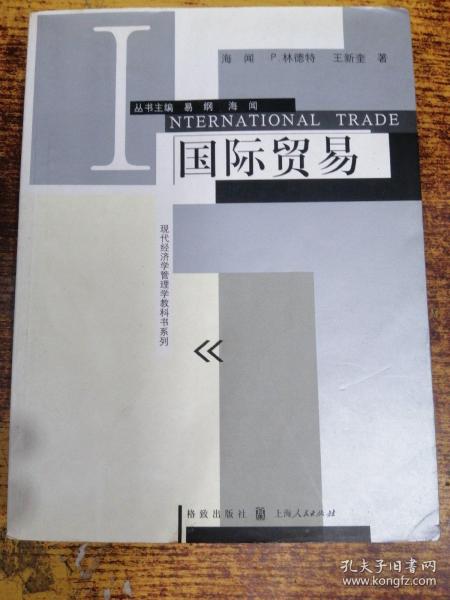 海 闻 P.林德特 王新奎 著
丛书主编 易 纲 海 闻
INTERNATIONAL TRADE
国际贸易
现代经济学管理学教科书系列
格致出版社 上海人民出版社
孔夫子旧书网
www.kongfz.com